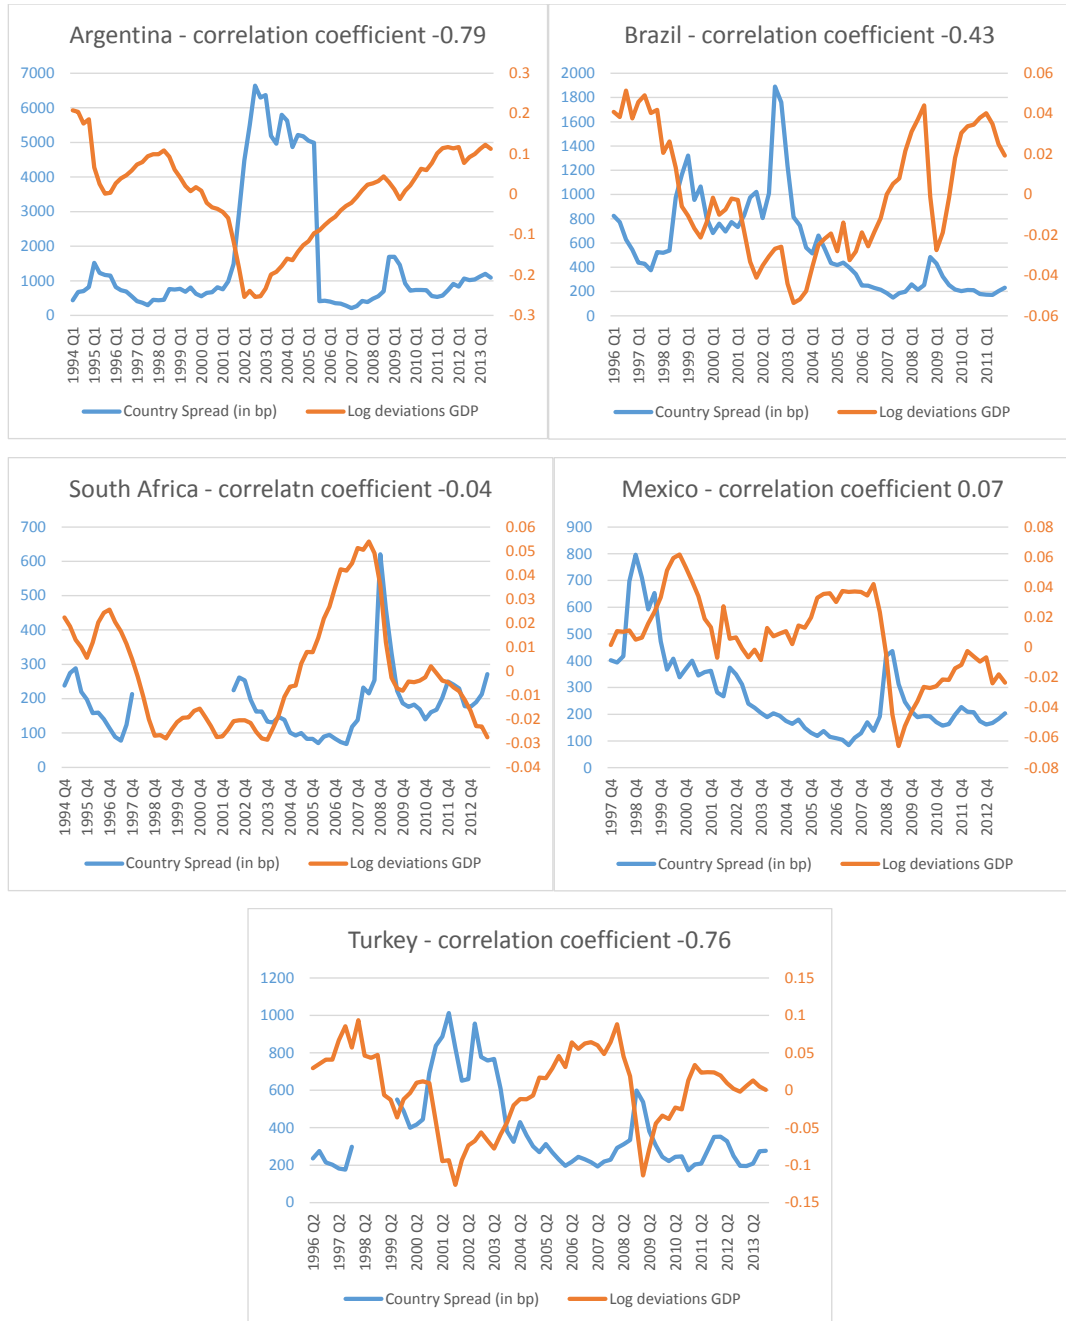 Argentina - correlation coefficient -0.79
7000
6000
5000
4000
3000
2000
1000
0
0.3
0.2
0.1
0
-0.1
-0.2
-0.3
1994 Q1
1995 Q1
1996 Q1
1997 Q1
1998 Q1
1999 Q1
2000 Q1
2001 Q1
2002 Q1
2003 Q1
2004 Q1
2005 Q1
2006 Q1
2007 Q1
2008 Q1
2009 Q1
2010 Q1
2011 Q1
2012 Q1
2013 Q1
Country Spread (in bp) Log deviations GDP
Brazil - correlation coefficient -0.43
2000
1800
1600
1400
1200
1000
800
600
400
200
0
0.06
0.04
0.02
0
-0.02
-0.04
-0.06
1996 Q1
1997 Q1
1998 Q1
1999 Q1
2000 Q1
2001 Q1
2002 Q1
2003 Q1
2004 Q1
2005 Q1
2006 Q1
2007 Q1
2008 Q1
2009 Q1
2010 Q1
2011 Q1
Country Spread (in bp) Log deviations GDP
South Africa - correlatn coefficient -0.04
700
600
500
400
300
200
100
0
0.06
0.05
0.04
0.03
0.02
0.01
0
-0.01
-0.02
-0.03
-0.04
1994 Q4
1995 Q4
1996 Q4
1997 Q4
1998 Q4
1999 Q4
2000 Q4
2001 Q4
2002 Q4
2003 Q4
2004 Q4
2005 Q4
2006 Q4
2007 Q4
2008 Q4
2009 Q4
2010 Q4
2011 Q4
2012 Q4
Country Spread (in bp) Log deviations GDP
Mexico - correlation coefficient 0.07
900
800
700
600
500
400
300
200
100
0
0.08
0.06
0.04
0.02
0
-0.02
-0.04
-0.06
-0.08
1997 Q4
1998 Q4
1999 Q4
2000 Q4
2001 Q4
2002 Q4
2003 Q4
2004 Q4
2005 Q4
2006 Q4
2007 Q4
2008 Q4
2009 Q4
2010 Q4
2011 Q4
2012 Q4
Country Spread (in bp) Log deviations GDP
Turkey - correlation coefficient -0.76
1200
1000
800
600
400
200
0
0.15
0.1
0.05
0
-0.05
-0.1
-0.15
1996 Q2
1997 Q2
1998 Q2
1999 Q2
2000 Q2
2001 Q2
2002 Q2
2003 Q2
2004 Q2
2005 Q2
2006 Q2
2007 Q2
2008 Q2
2009 Q2
2010 Q2
2011 Q2
2012 Q2
2013 Q2
Country Spread (in bp) Log deviations GDP